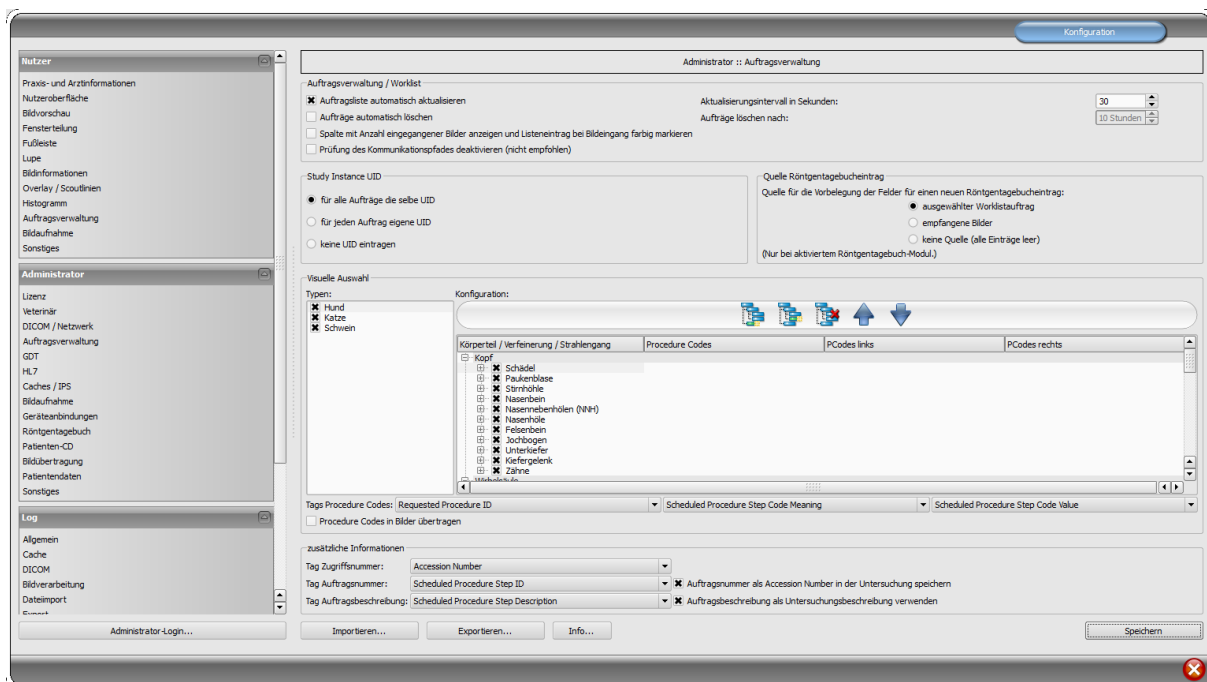 Konfiguration
Nutzer
Praxis- und Arztinformationen
Nutzeroberfläche
Bildvorschau
Fensterteilung
Fußleiste
Lupe
Bildinformationen
Overlay / Scoutlinien
Histogramm
Auftragsverwaltung
Bildaufnahme
Sonstiges
Administrator
Lizenz
Veterinär
DICOM / Netzwerk
Auftragsverwaltung
GDT
HL7
Caches / IPS
Bildaufnahme
Geräteanbindungen
Röntgentagebuch
Patienten-CD
Bildübertragung
Patientendaten
Sonstiges
Log
Allgemein
Cache
DICOM
Bildverarbeitung
Dateiimport
Export
Administrator-Login...
Administrator :: Auftragsverwaltung
Auftragsverwaltung / Worklist
Auftragsliste automatisch aktualisieren
Aktualisierungsintervall in Sekunden:
30
Aufträge automatisch löschen
Aufträge löschen nach:
10 Stunden
Spalte mit Anzahl eingegangener Bilder anzeigen und Listeneintrag bei Bildeingang farbig markieren
Prüfung des Kommunikationspfades deaktivieren (nicht empfohlen)
Study Instance UID
für alle Aufträge die selbe UID
für jeden Auftrag eigene UID
keine UID eintragen
Quelle Röntgentagebucheintrag
Quelle für die Vorbelegung der Felder für einen neuen Röntgentagebucheintrag:
ausgewählter Worklistauftrag
empfangene Bilder
keine Quelle (alle Einträge leer)
(Nur bei aktiviertem Röntgentagebuch-Modul.)
Visuelle Auswahl
Typen:
Hund
Katze
Schwein
Konfiguration:
Körperteil / Verfeinerung / Strahlengang
Procedure Codes
PCodes links
PCodes rechts
Kopf
Schädel
Paukenblase
Stirnhöhle
Nasenbein
Nasennebenhölen (NNH)
Nasenhöle
Felsenbein
Jochbogen
Unterkiefer
Kiefergelenk
Zähne
Wirbelsäule
Tags Procedure Codes:
Requested Procedure ID
Scheduled Procedure Step Code Meaning
Scheduled Procedure Step Code Value
Procedure Codes in Bilder übertragen
zusätzliche Informationen
Tag Zugriffsnummer:
Accession Number
Tag Auftragsnummer:
Scheduled Procedure Step ID
Auftragsnummer als Accession Number in der Untersuchung speichern
Tag Auftragsbeschreibung:
Scheduled Procedure Step Description
Auftragsbeschreibung als Untersuchungsbeschreibung verwenden
Importieren...
Exportieren...
Info...
Speichern